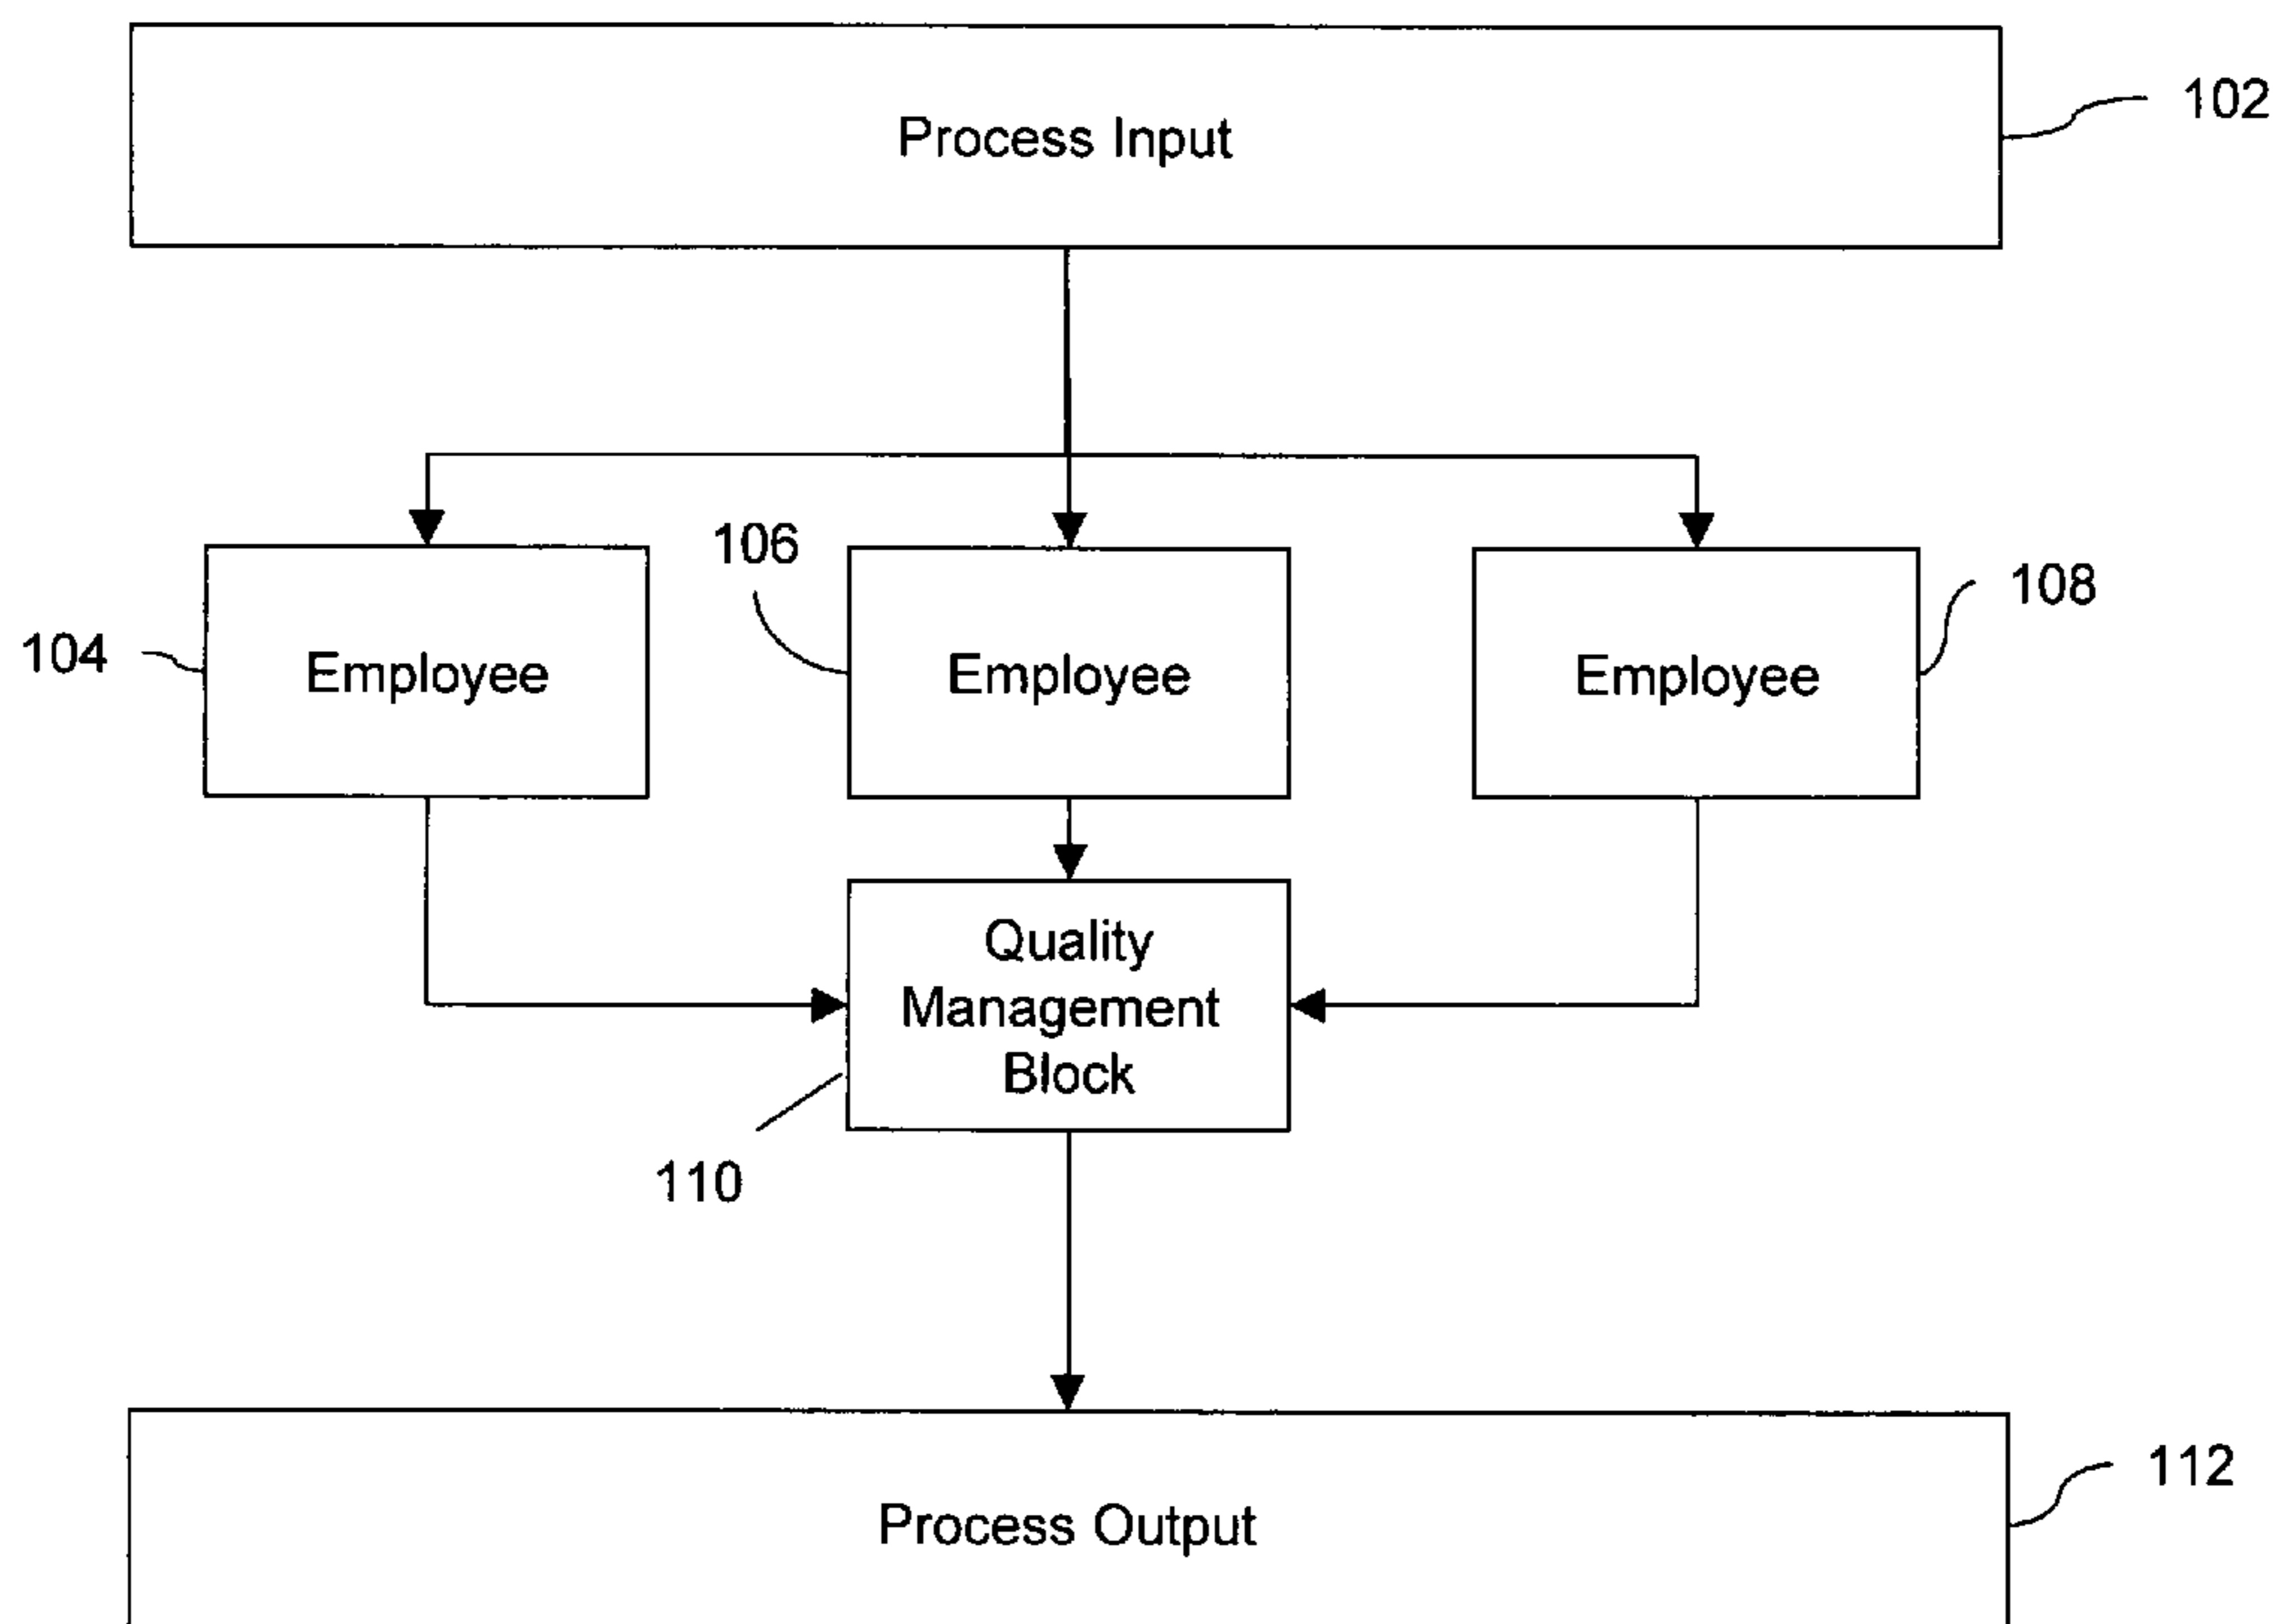 Process Input
102
106
108
104
Employee
Employee
Employee
Quality
Management
Block
110
112
Process Output